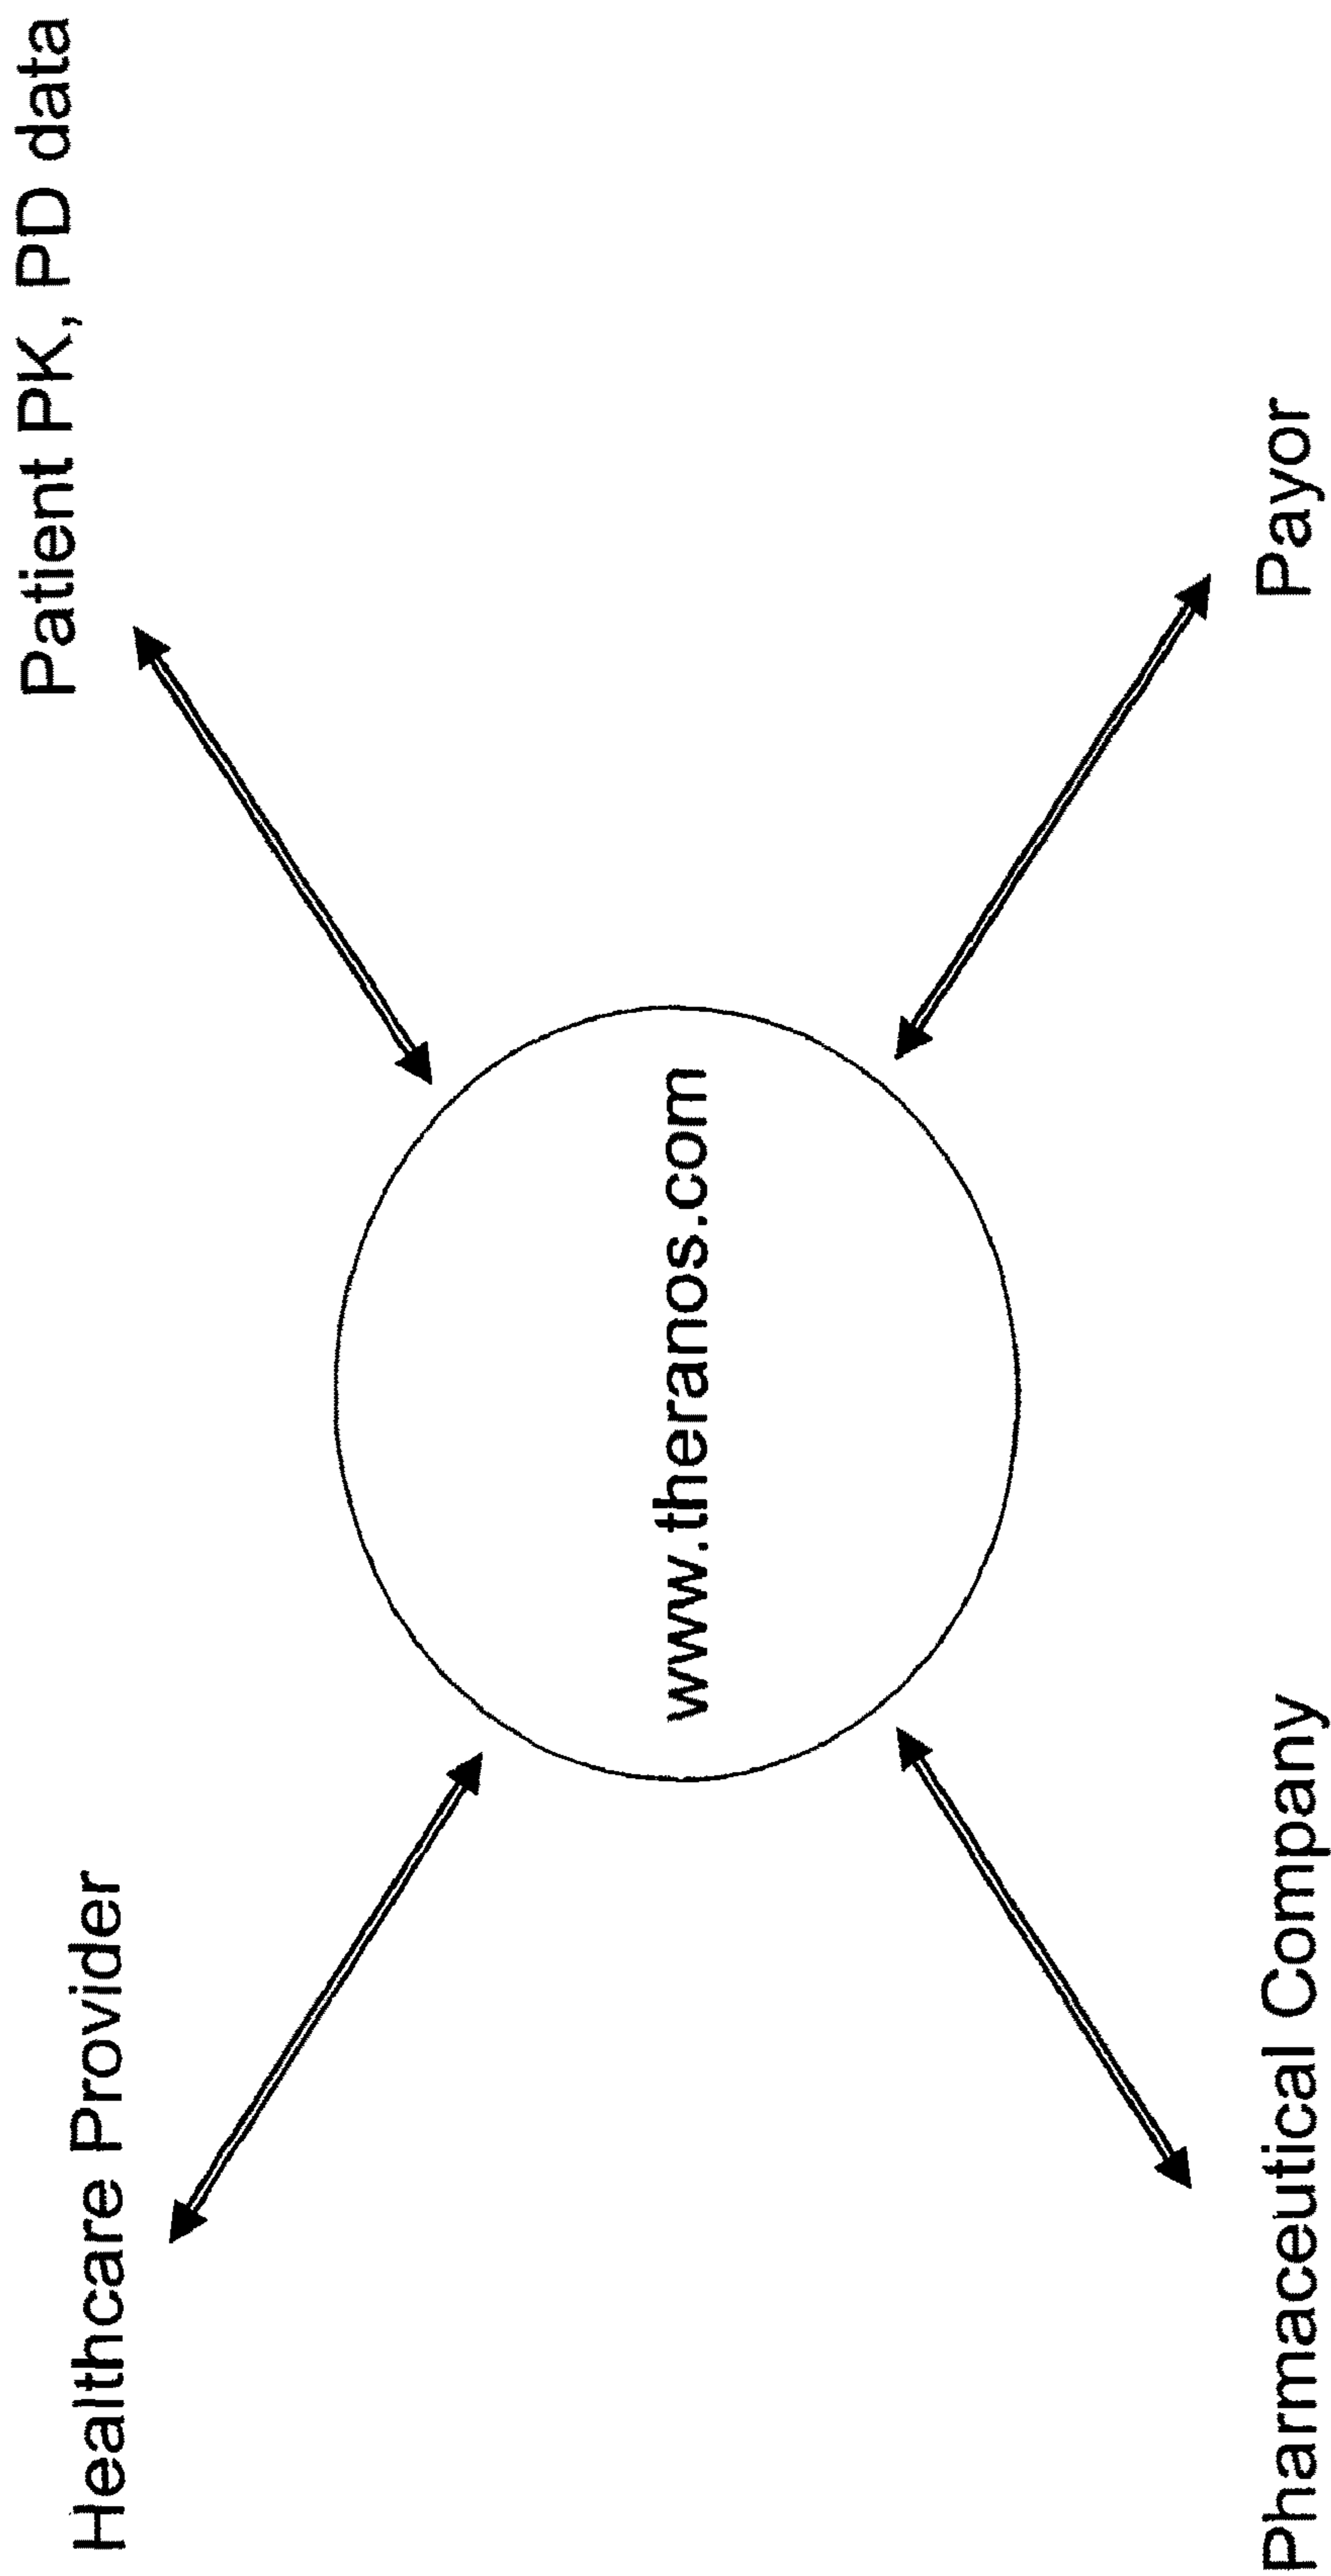 Healthcare Provider
Patient PK, PD data
www.theranos.com
Pharmaceutical Company
Payor